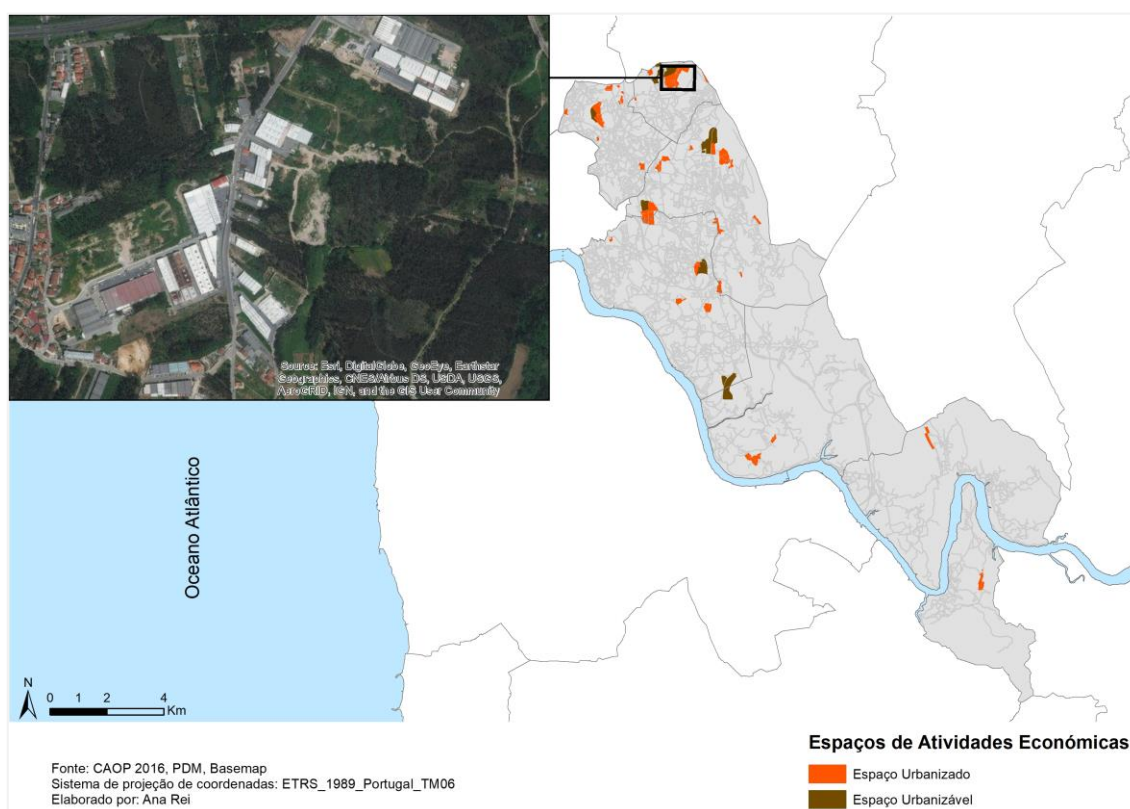 Source: Esri, DigitalGlobe, GeoEye, Earthstar
Geographics, CNES/Airbus DS, USDA, USGS,
AeroGRID, IGN, and the GIS User Community
Oceano Atlântico
N
0 1 2 4
Km
Espaços de Atividades Económicas
Espaço Urbanizado
Espaço Urbanizável
Fonte: CAOP 2016, PDM, Basemap
Sistema de projeção de coordenadas: ETRS_1989_Portugal_TM06
Elaborado por: Ana Rei